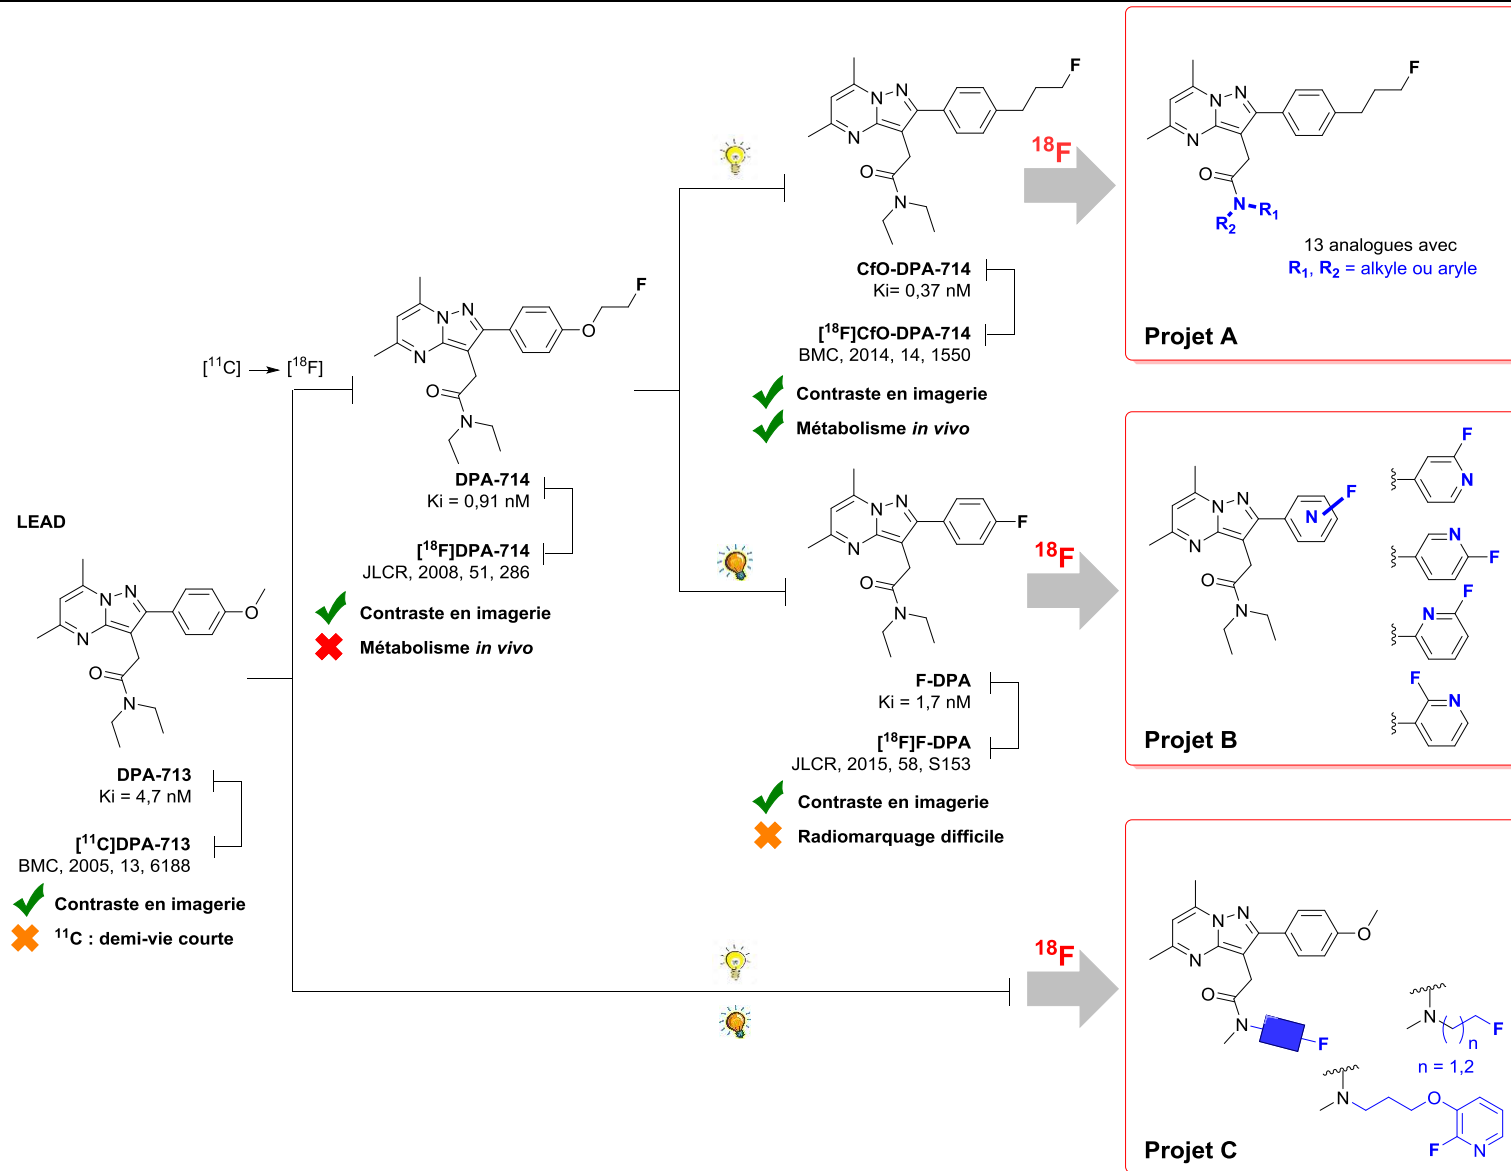 LEAD
DPA-713
Ki = 4,7 nM
[11C]DPA-713
BMC, 2005, 13, 6188
Contraste en imagerie
11C : demi-vie courte
N
N
N
O
N
O
[11C] → [18F]
N
N
N
O
F
O
N
DPA-714
Ki = 0,91 nM
[18F]DPA-714
JLCR, 2008, 51, 286
Contraste en imagerie
Métabolisme in vivo
N
N
N
F
O
N
CfO-DPA-714
Ki= 0,37 nM
[18F]CfO-DPA-714
BMC, 2014, 14, 1550
Contraste en imagerie
Métabolisme in vivo
N
N
N
F
O
N
F-DPA
Ki = 1,7 nM
[18F]F-DPA
JLCR, 2015, 58, S153
Contraste en imagerie
Radiomarquage difficile
18F
N
N
N
F
O
N
R1
R2
13 analogues avec
R1, R2 = alkyle ou aryle
Projet A
18F
N
N
N
N
F
O
N
F
N
N
F
F
N
F
N
Projet B
18F
N
N
N
O
O
N
F
N
F
n
n = 1,2
N
O
F
N
Projet C